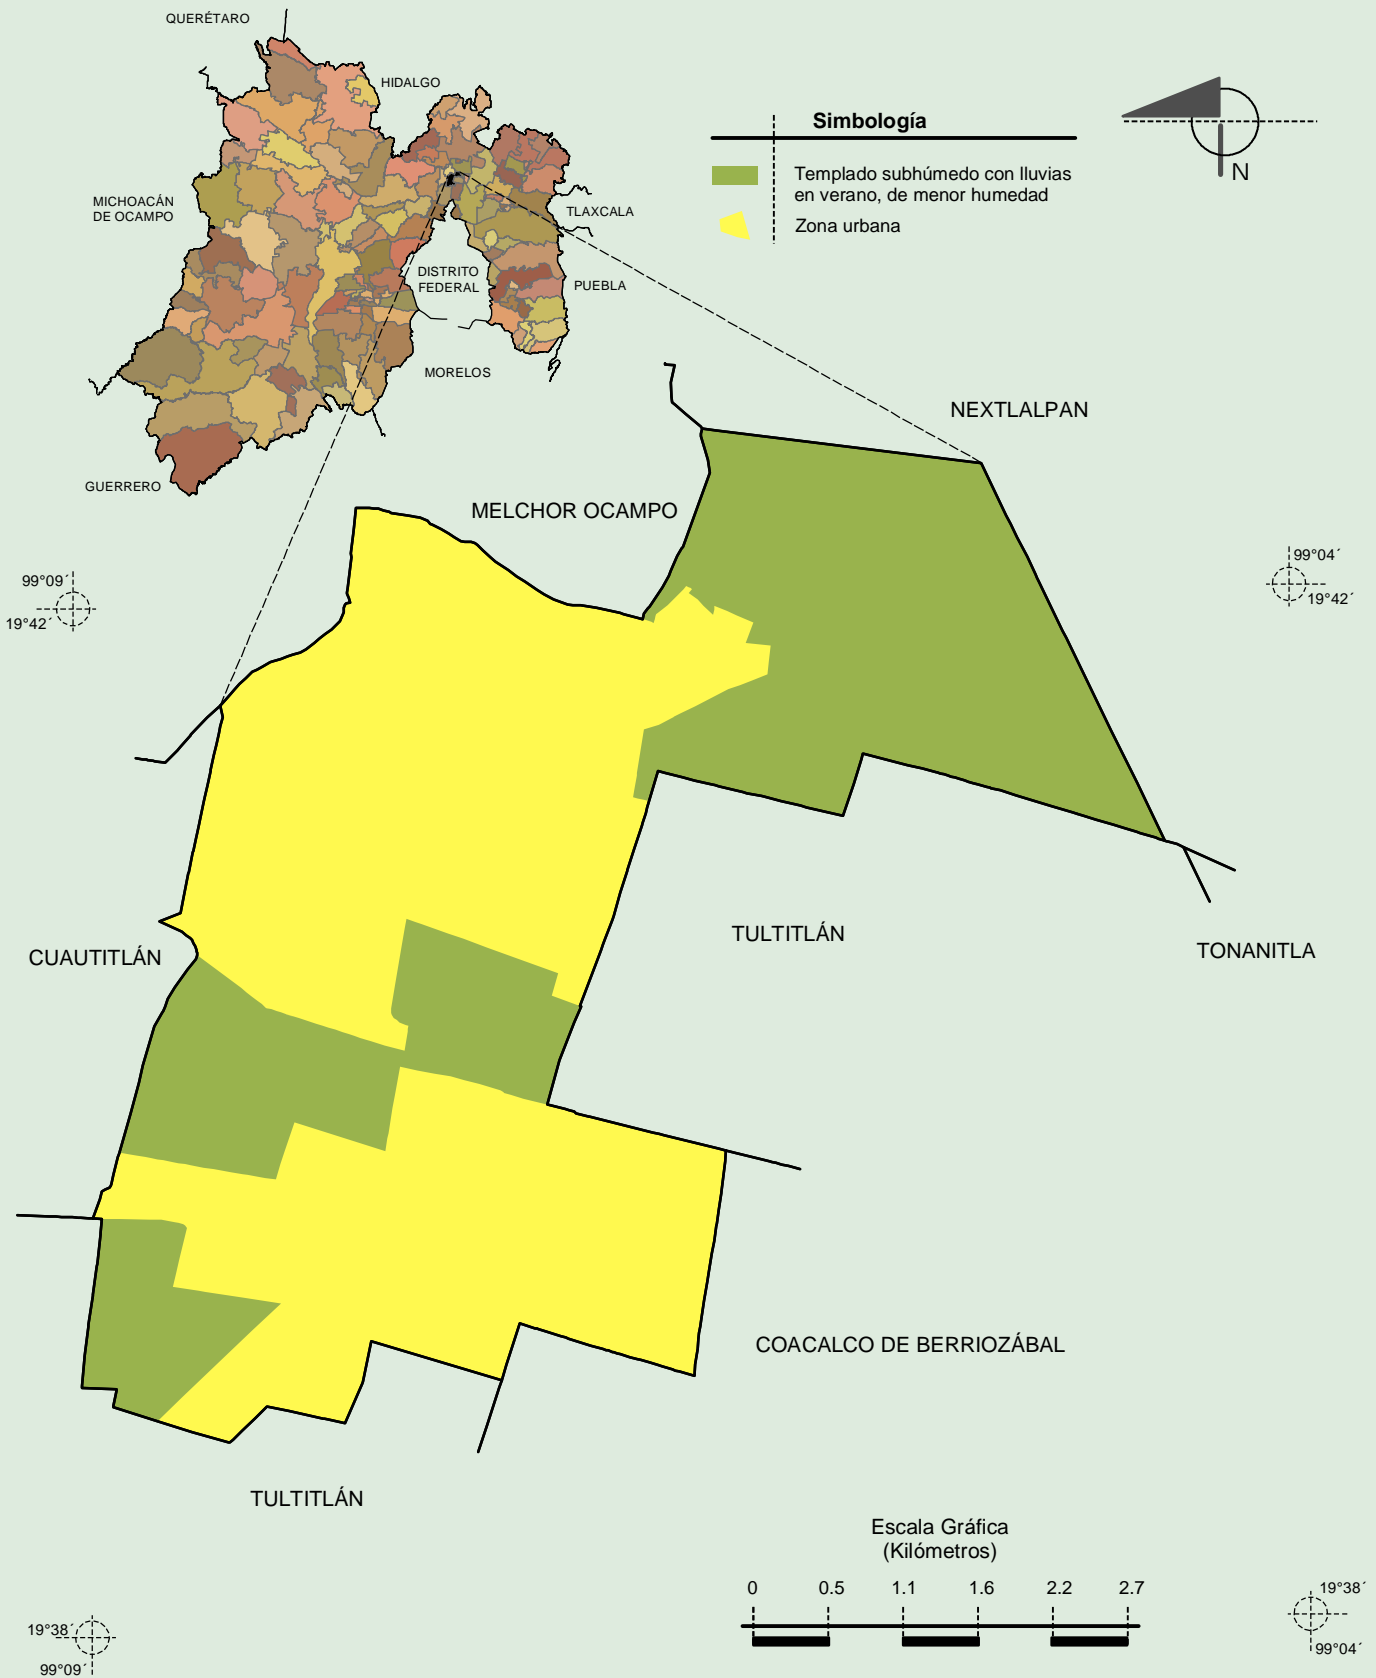 QUERÉTARO
HIDALGO
MICHOACÁN
DE OCAMPO
TLAXCALA
DISTRITO
FEDERAL
PUEBLA
MORELOS
GUERRERO
Simbología
Templado subhúmedo con lluvias
en verano, de menor humedad
Zona urbana
N
NEXTLALPAN
MELCHOR OCAMPO
99°09´
19°42´
99°04´
19°42´
CUAUTITLÁN
TULTITLÁN
TONANITLA
COACALCO DE BERRIOZÁBAL
TULTITLÁN
Escala Gráfica
(Kilómetros)
0 0.5 1.1 1.6 2.2 2.7
19°38´
99°09´
19°38´
99°04´